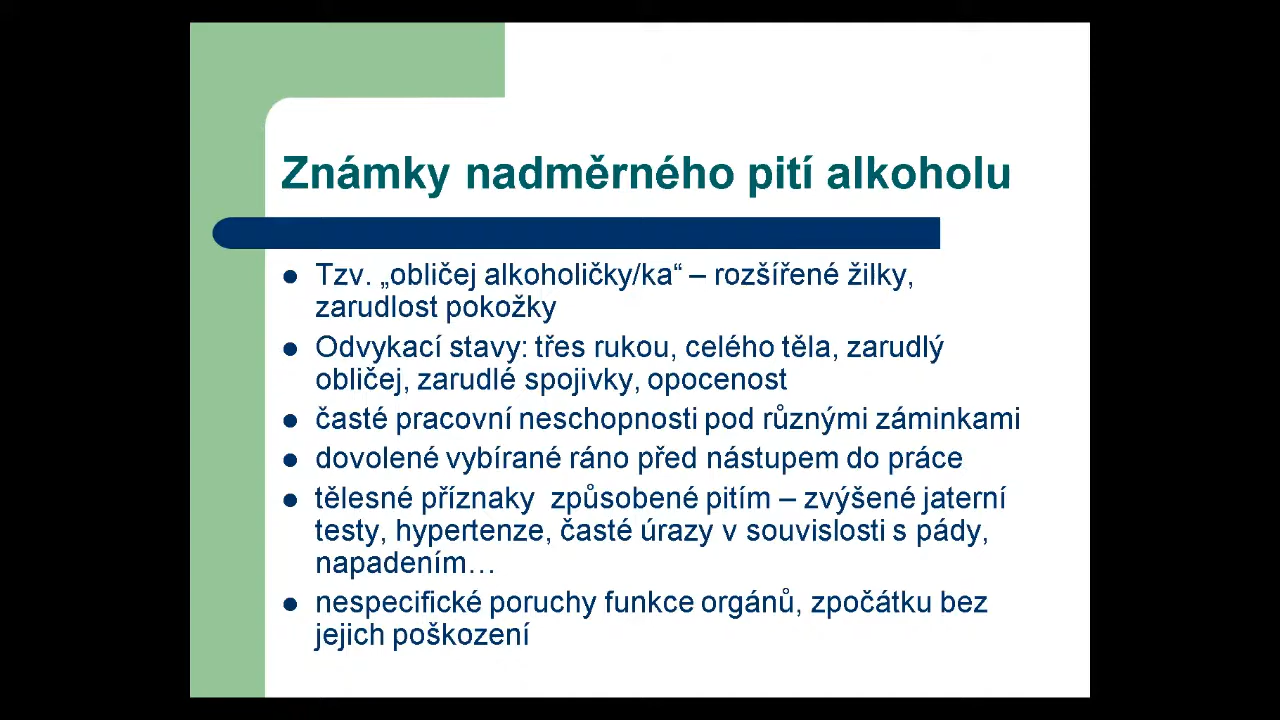 Známky nadměrného pití alkoholu
Tzv. „obličej alkoholičky/ka“ – rozšířené žilky,
zarudlost pokožky
Odvykací stavy: třes rukou, celého těla, zarudlý
obličej, zarudlé spojivky, opocenost
časté pracovní neschopnosti pod různými záminkami
dovolené vybírané ráno před nástupem do práce
tělesné příznaky  způsobené pitím – zvýšené jaterní
testy, hypertenze, časté úrazy v souvislosti s pády,
napadením…
nespecifické poruchy funkce orgánů, zpočátku bez
jejich poškození